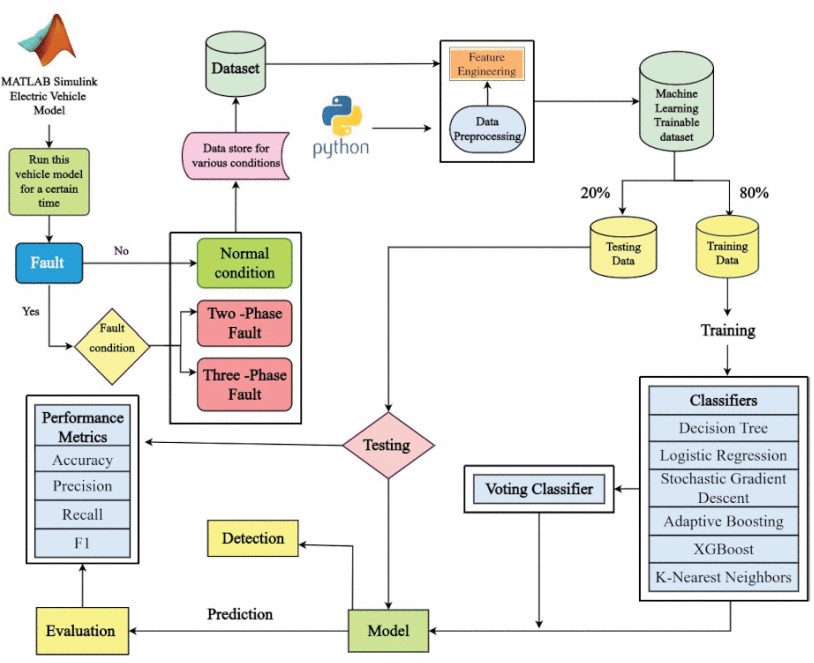 MATLAB Simulink
Electric Vehicle
Model
Run this
vehicle model
for a certain
time
Fault
No
Yes
Fault
condition
Normal
condition
Two -Phase
Fault
Three -Phase
Fault
Data store for
various conditions
Dataset
python
Feature
Engineering
Data
Preprocessing
Machine
Learning
Trainable
dataset
20%
80%
Testing
Data
Training
Data
Training
Classifiers
Decision Tree
Logistic Regression
Stochastic Gradient
Descent
Adaptive Boosting
XGBoost
K-Nearest Neighbors
Voting Classifier
Testing
Performance
Metrics
Accuracy
Precision
Recall
F1
Detection
Prediction
Evaluation
Model